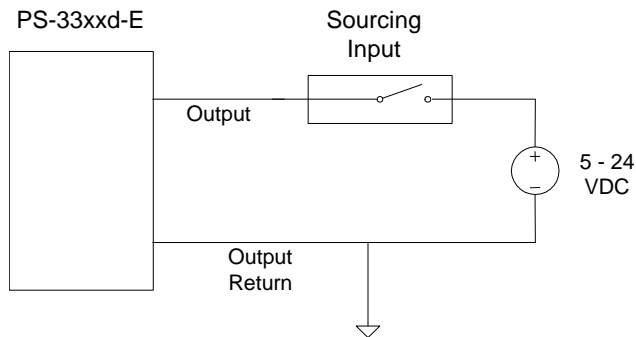 PS-33xxd-E
Sourcing
Input
Output
+
5 - 24
VDC
–
Output
Return